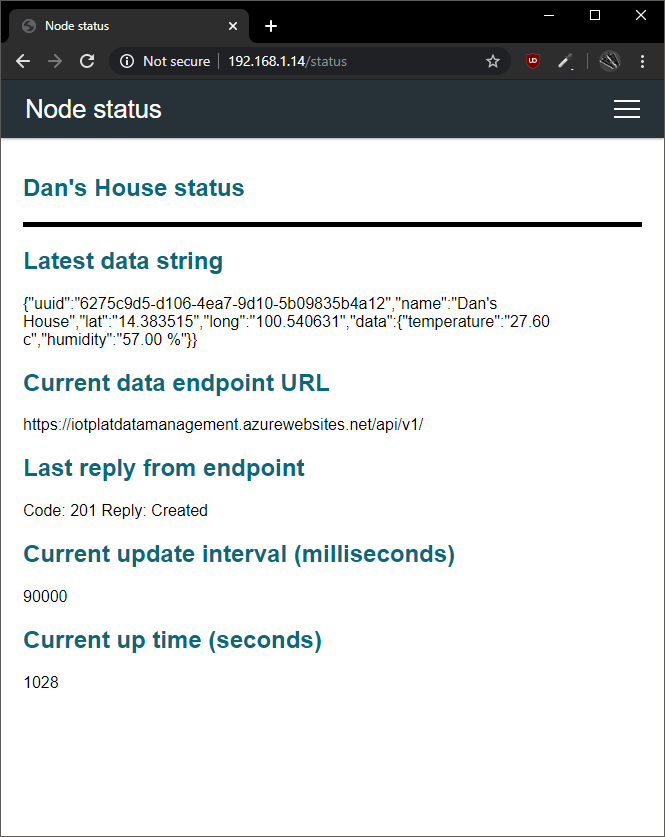 Node status
Not secure | 192.168.1.14/status
UD
Node status
Dan's House status
Latest data string
{"uuid":"6275c9d5-d106-4ea7-9d10-5b09835b4a12","name":"Dan's
House","lat":"14.383515","long":"100.540631","data":{"temperature":"27.60
c","humidity":"57.00 %"}}
Current data endpoint URL
https://iotplatdatamanagement.azurewebsites.net/api/v1/
Last reply from endpoint
Code: 201 Reply: Created
Current update interval (milliseconds)
90000
Current up time (seconds)
1028